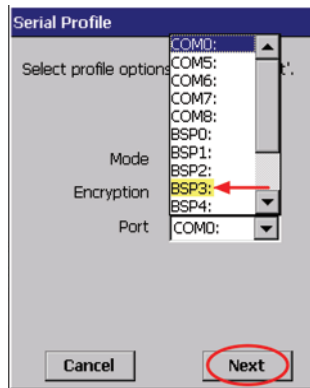 Serial Profile
Select profile options t'.
COM0:
COM5:
COM6:
COM7:
COM8:
BSP0:
BSP1:
BSP2:
BSP3:
BSP4:
Mode
Encryption
Port COM0:
Cancel Next